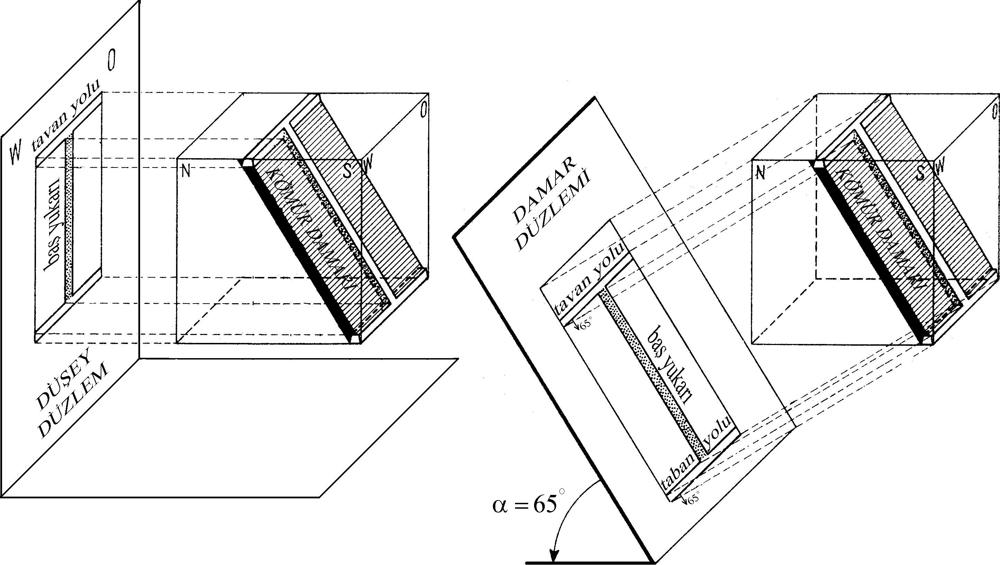 O
tavan yolu
W
baş yukarı
DÜŞEY
DÜZLEM
N
S
W
O
KÖMÜR DAMARI
DAMAR
DÜZLEMİ
tavan yolu
65°
baş yukarı
taban yolu
65°
α = 65°
N
S
W
O
KÖMÜR DAMARI